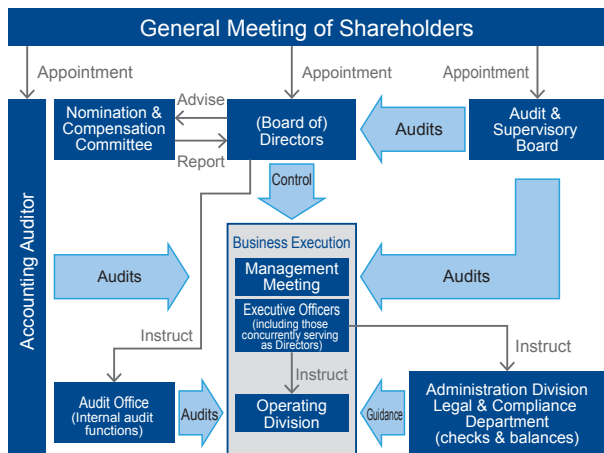 General Meeting of Shareholders
Appointment
Appointment
Appointment
Accounting Auditor
Nomination &
Compensation
Committee
Advise
Report
(Board of)
Directors
Audits
Audit &
Supervisory
Board
Control
Business Execution
Management
Meeting
Audits
Audits
Executive Officers
(including those
concurrently serving
as Directors)
Instruct
Instruct
Instruct
Audit Office
(Internal audit
functions)
Audits
Operating
Division
Guidance
Administration Division
Legal & Compliance
Department
(checks & balances)